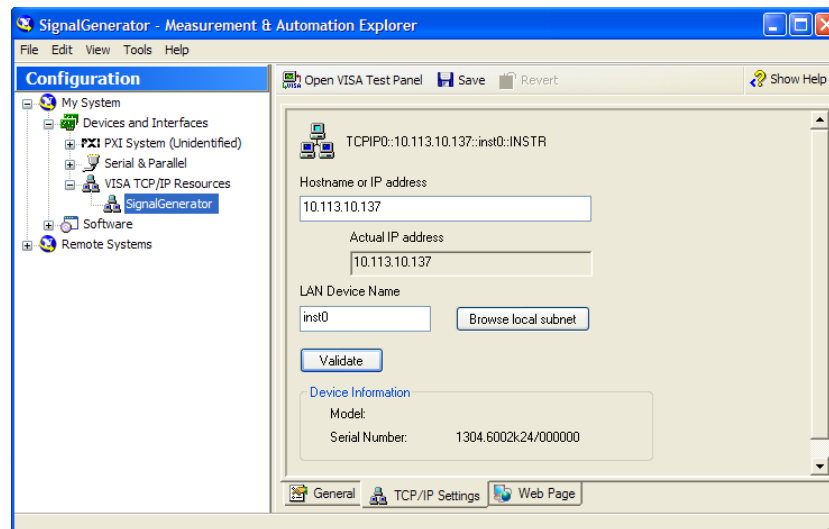 SignalGenerator - Measurement & Automation Explorer
File Edit View Tools Help
Configuration
My System
Devices and Interfaces
PXI PXI System (Unidentified)
Serial & Parallel
VISA TCP/IP Resources
SignalGenerator
Software
Remote Systems
VISA Open VISA Test Panel Save Revert Show Help
TCPIP0::10.113.10.137::inst0::INSTR
Hostname or IP address
10.113.10.137
Actual IP address
10.113.10.137
LAN Device Name
inst0
Browse local subnet
Validate
Device Information
Model:
Serial Number: 1304.6002k24/000000
General TCP/IP Settings Web Page